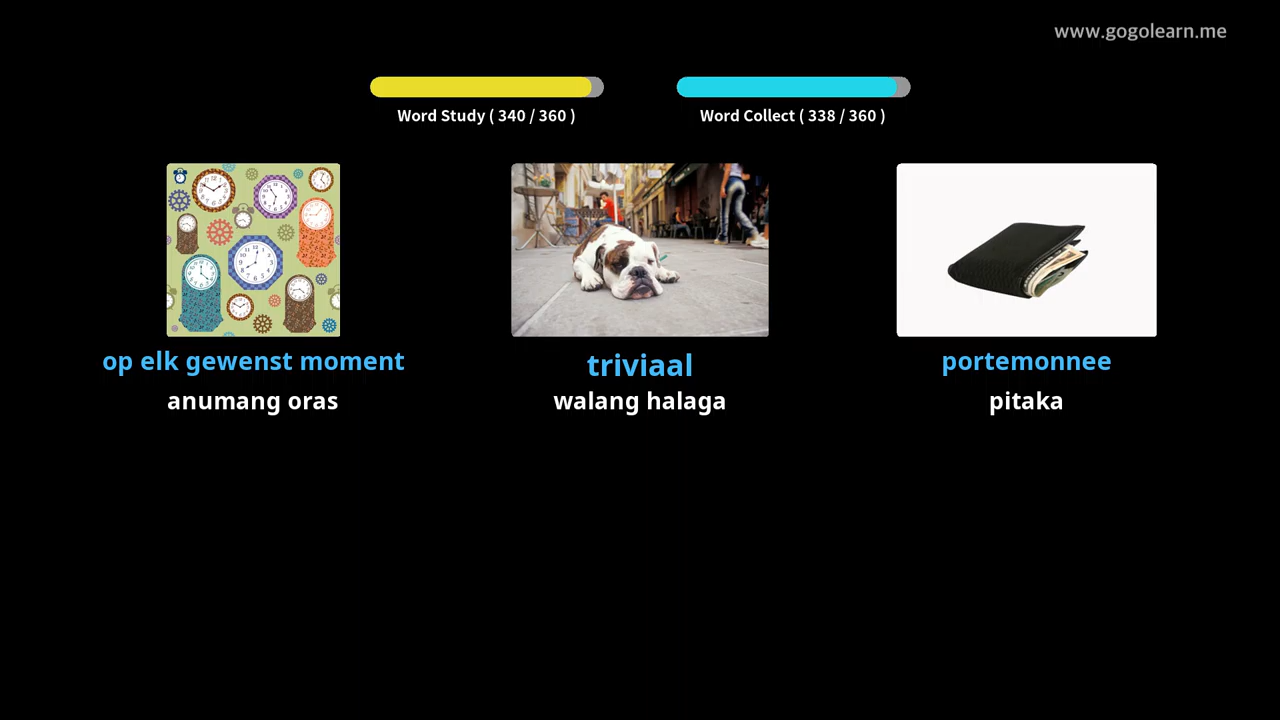 www.gogolearn.me
Word Study ( 340 / 360 )
Word Collect ( 338 / 360 )
op elk gewenst moment
anumang oras
triviaal
walang halaga
portemonnee
pitaka